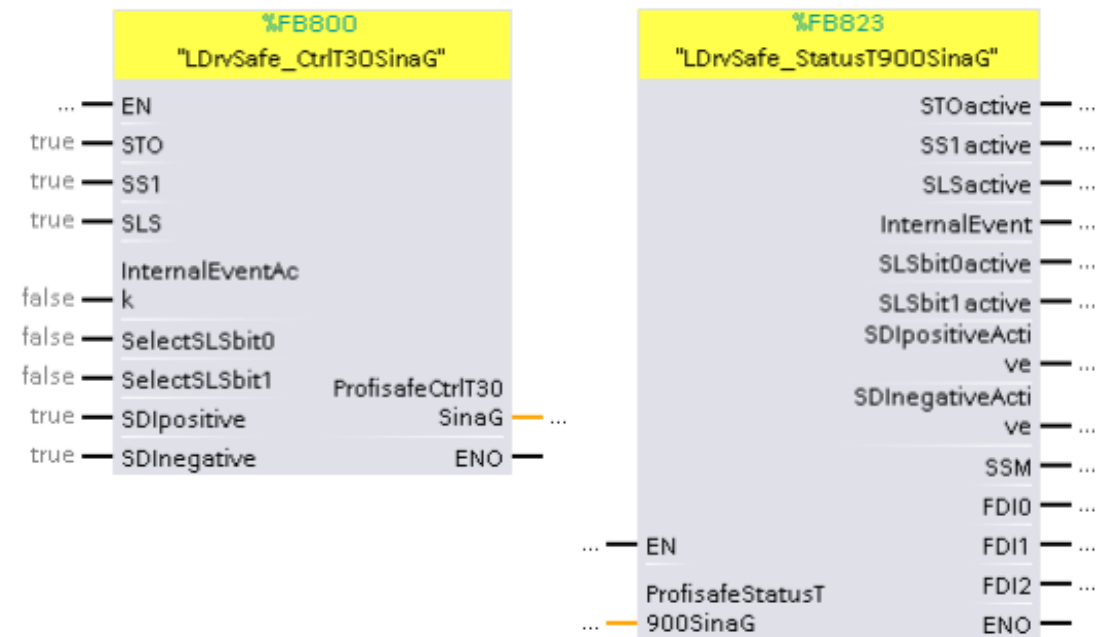 %FB800
"LDrvSafe_CtrlT30SinaG"
... EN
true STO
true SS1
true SLS
InternalEventAc
false k
false SelectSLSbit0
false SelectSLSbit1
ProfisafeCtrlT30
true SDIpositive SinaG ...
true SDInegative ENO
%FB823
"LDrvSafe_StatusT900SinaG"
STOactive ...
SS1active ...
SLSactive ...
InternalEvent ...
SLSbit0active ...
SLSbit1active ...
SDIpositiveActi
ve ...
SDInegativeActi
ve ...
SSM ...
FDI0 ...
... EN FDI1 ...
ProfisafeStatusT FDI2 ...
... 900SinaG ENO